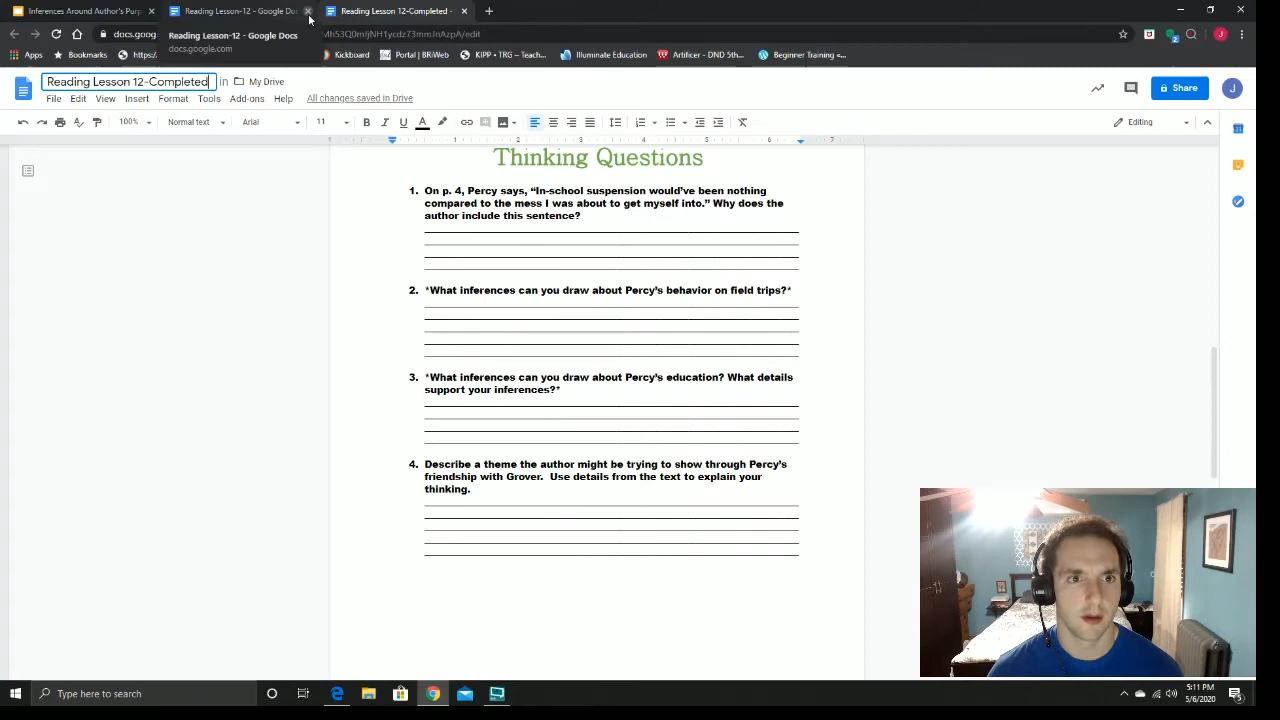 Inferences Around Author's Purp
Reading Lesson-12 - Google Doc
Reading Lesson 12-Completed -
docs.goog
Mh53Q0mfjNH1ycdz73mmJnAzpA/edit
Reading Lesson-12 - Google Docs
docs.google.com
Apps
Bookmarks
https:/
Kickboard
Portal | BRIWeb
KIPP • TRG – Teach...
Illuminate Education
Artificer - DND 5th...
Beginner Training «...
Reading Lesson 12-Completed
in
My Drive
File Edit View Insert Format Tools Add-ons Help
All changes saved in Drive
Share
J
100%
Normal text
Arial
11
Editing
Thinking Questions
1. On p. 4, Percy says, “In-school suspension would've been nothing
compared to the mess I was about to get myself into.” Why does the
author include this sentence?
2. *What inferences can you draw about Percy's behavior on field trips?*
3. *What inferences can you draw about Percy's education? What details
support your inferences?*
4. Describe a theme the author might be trying to show through Percy's
friendship with Grover. Use details from the text to explain your
thinking.
Type here to search
5:11 PM
5/6/2020